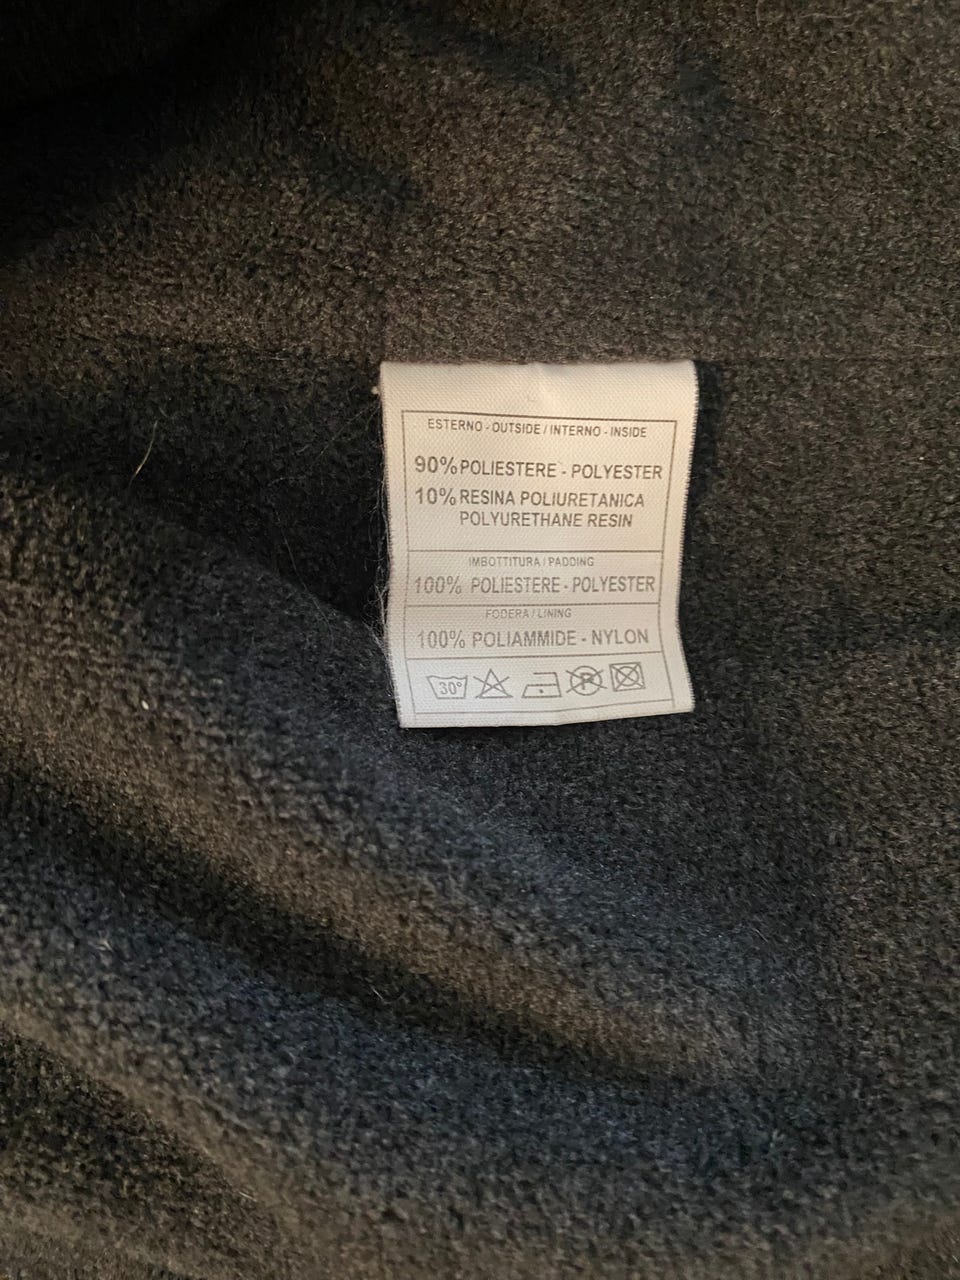 ESTERNO - OUTSIDE / INTERNO - INSIDE
90% POLIESTERE - POLYESTER
10% RESINA POLIURETANICA
POLYURETHANE RESIN
IMBOTTITURA / PADDING
100% POLIESTERE - POLYESTER
FODERA / LINING
100% POLIAMMIDE - NYLON
30° P